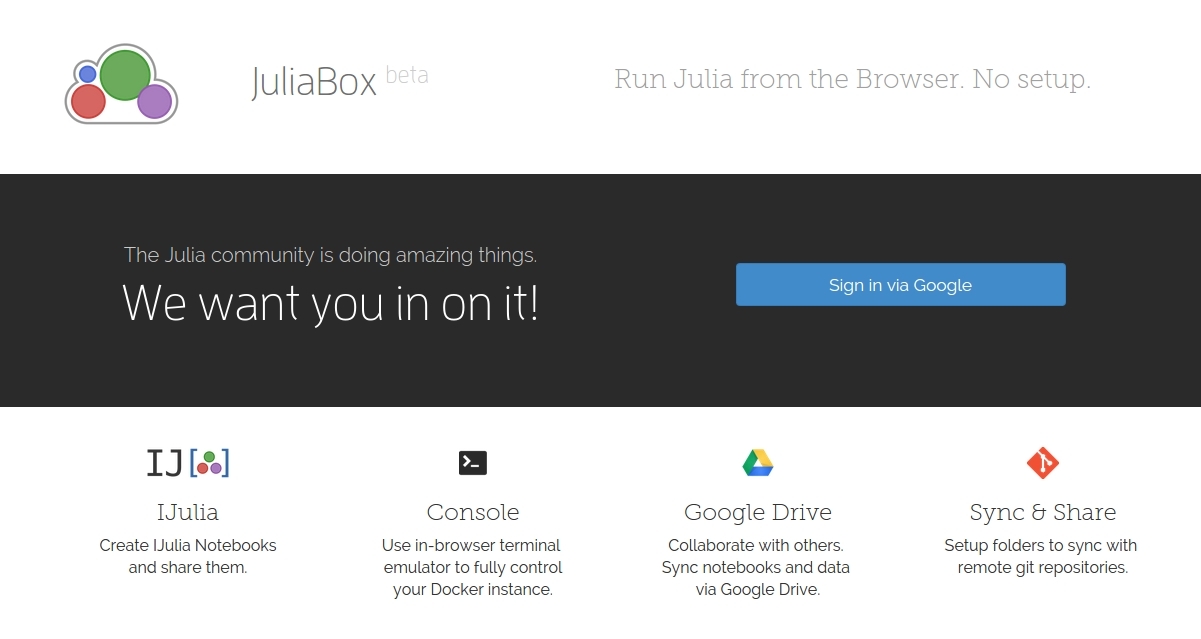 JuliaBox beta
Run Julia from the Browser. No setup.
The Julia community is doing amazing things.
We want you in on it!
Sign in via Google
IJ[]
IJulia
Create IJulia Notebooks
and share them.
Console
Use in-browser terminal
emulator to fully control
your Docker instance.
Google Drive
Collaborate with others.
Sync notebooks and data
via Google Drive.
Sync & Share
Setup folders to sync with
remote git repositories.